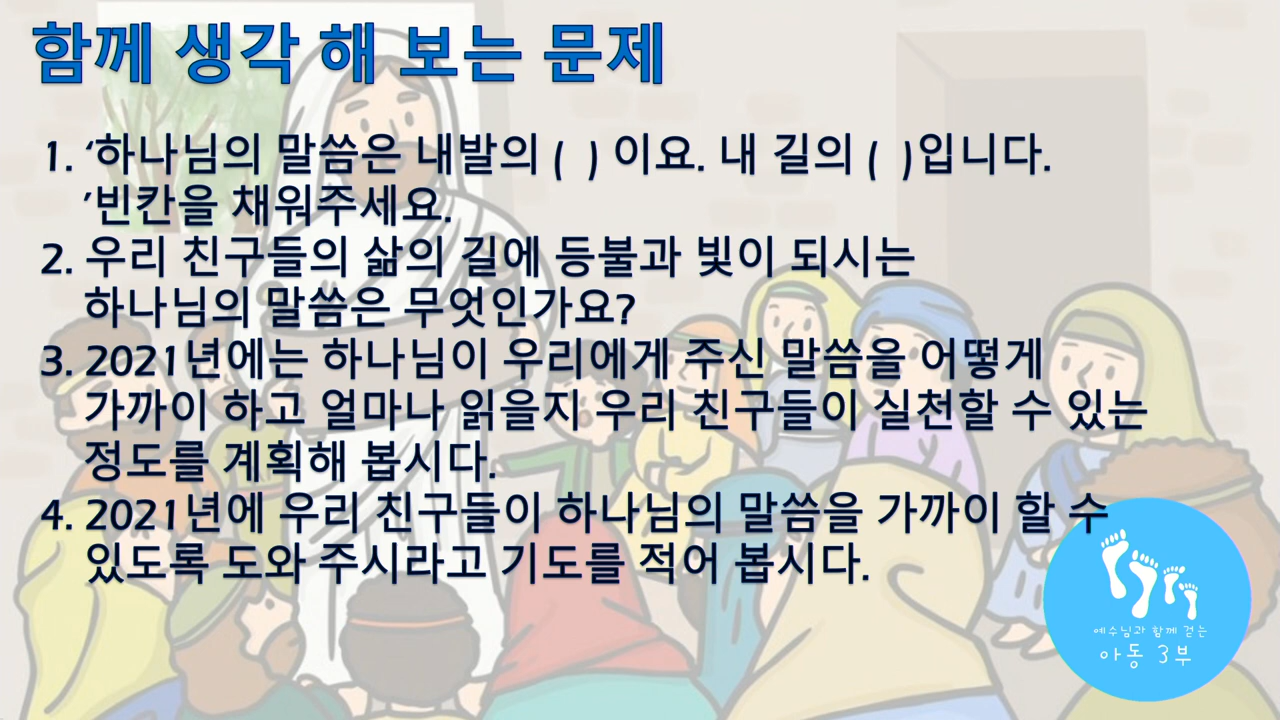 함께 생각 해 보는 문제
1. ‘하나님의 말씀은 내발의 ( ) 이요. 내 길의 ( )입니다.
’빈칸을 채워주세요.
2. 우리 친구들의 삶의 길에 등불과 빛이 되시는
하나님의 말씀은 무엇인가요?
3. 2021년에는 하나님이 우리에게 주신 말씀을 어떻게
가까이 하고 얼마나 읽을지 우리 친구들이 실천할 수 있는
정도를 계획해 봅시다.
4. 2021년에 우리 친구들이 하나님의 말씀을 가까이 할 수
있도록 도와 주시라고 기도를 적어 봅시다.
예수님과 함께 걷는
아동 3부